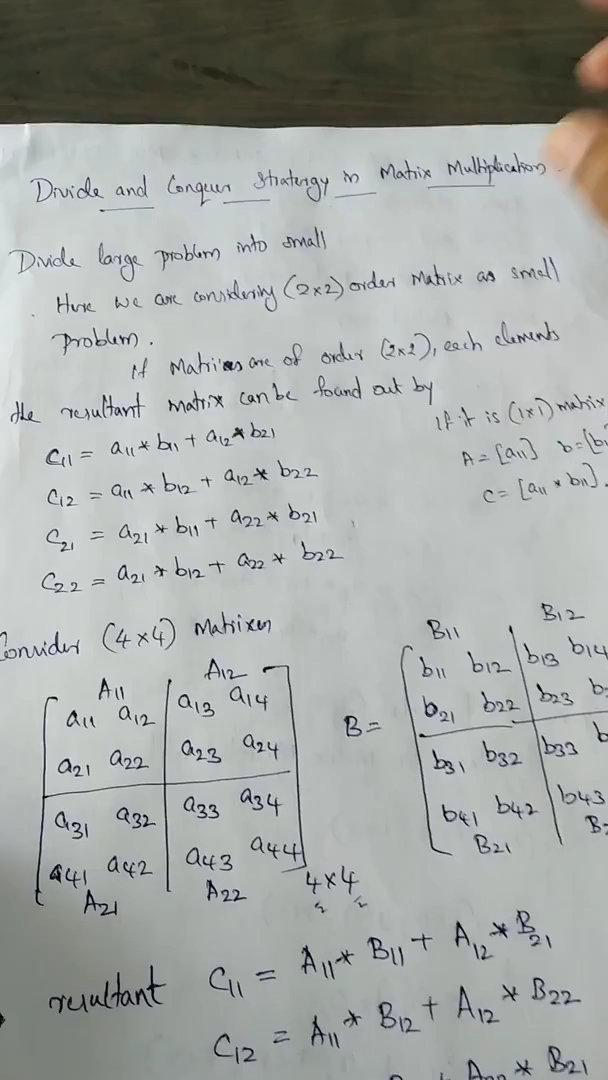 Divide and Conquer Stratergy in Matrix Multiplication
Divide large problem into small
Here we are considering (2x2) order Matrix as small
problem.
If Matrices are of order (2x2), each elements
the resultant matrix can be found out by
C11 = a11 * b11 + a12 * b21
C12 = a11 * b12 + a12 * b22
C21 = a21 * b11 + a22 * b21
C22 = a21 * b12 + a22 * b22
If it is (1x1) matrix
A = [a11] b = [b1
C = [a11 * b11].
Consider (4x4) Matrixes
A11 A12
a11 a12 a13 a14
a21 a22 a23 a24
a31 a32 a33 a34
a41 a42 a43 a44
A21 A22 4x4
B11 B12
b11 b12 b13 b14
B = b21 b22 b23
b31 b32 b33
b41 b42 b43
B21
resultant C11 = A11 * B11 + A12 * B21
C12 = A11 * B12 + A12 * B22
* B21